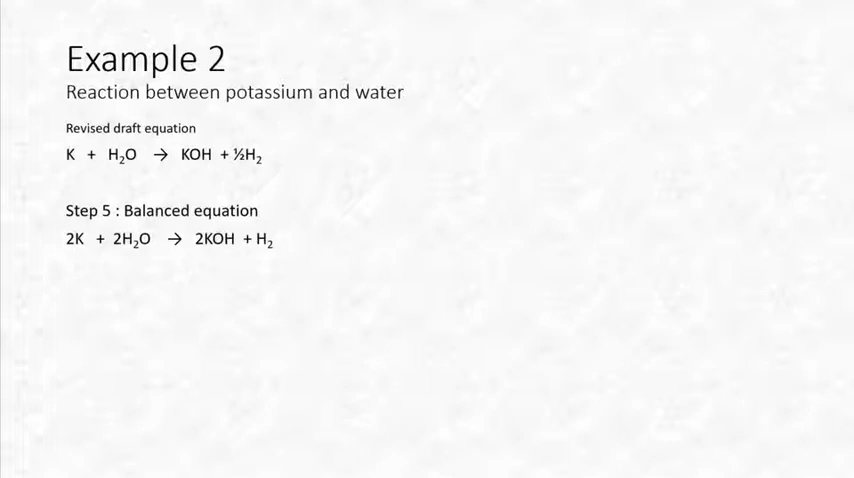 Example 2
Reaction between potassium and water
Revised draft equation
K + H₂O → KOH + ½H₂
Step 5 : Balanced equation
2K + 2H₂O → 2KOH + H₂